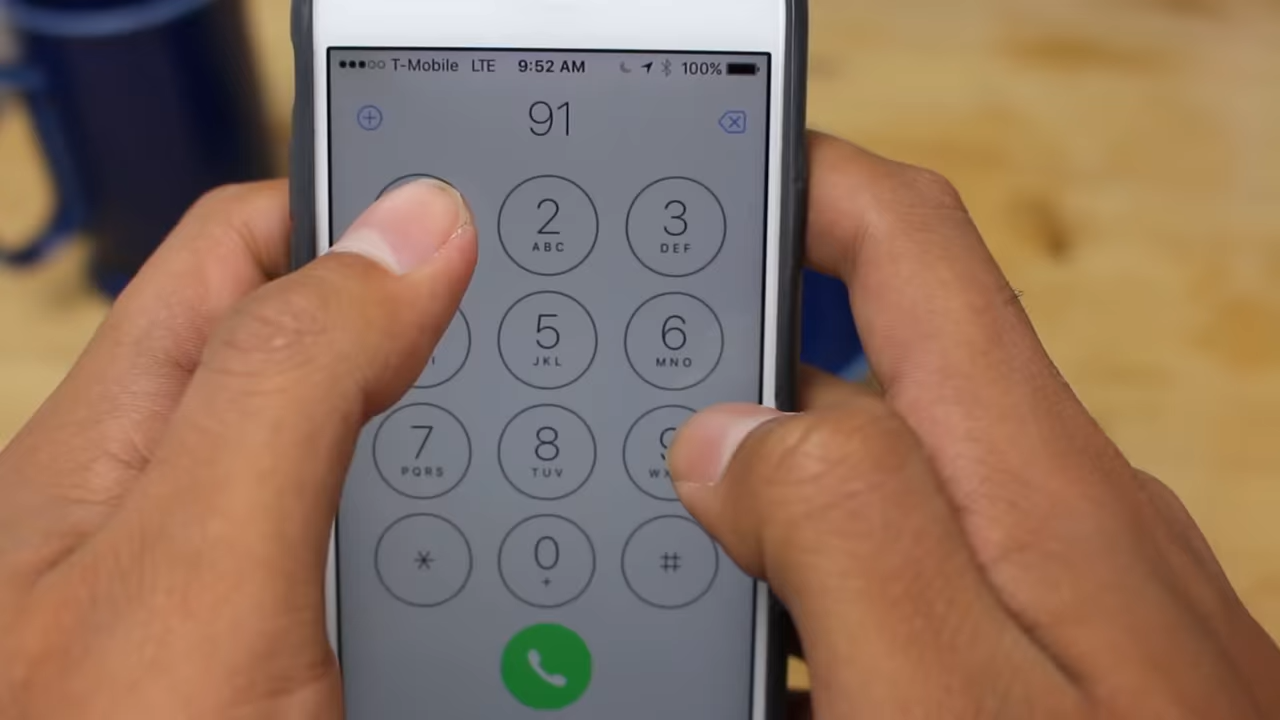 T-Mobile LTE 9:52 AM 100%
91
2 3
ABC DEF
5 6
JKL MNO
7 8 9
PQRS TUV
* 0 #
+